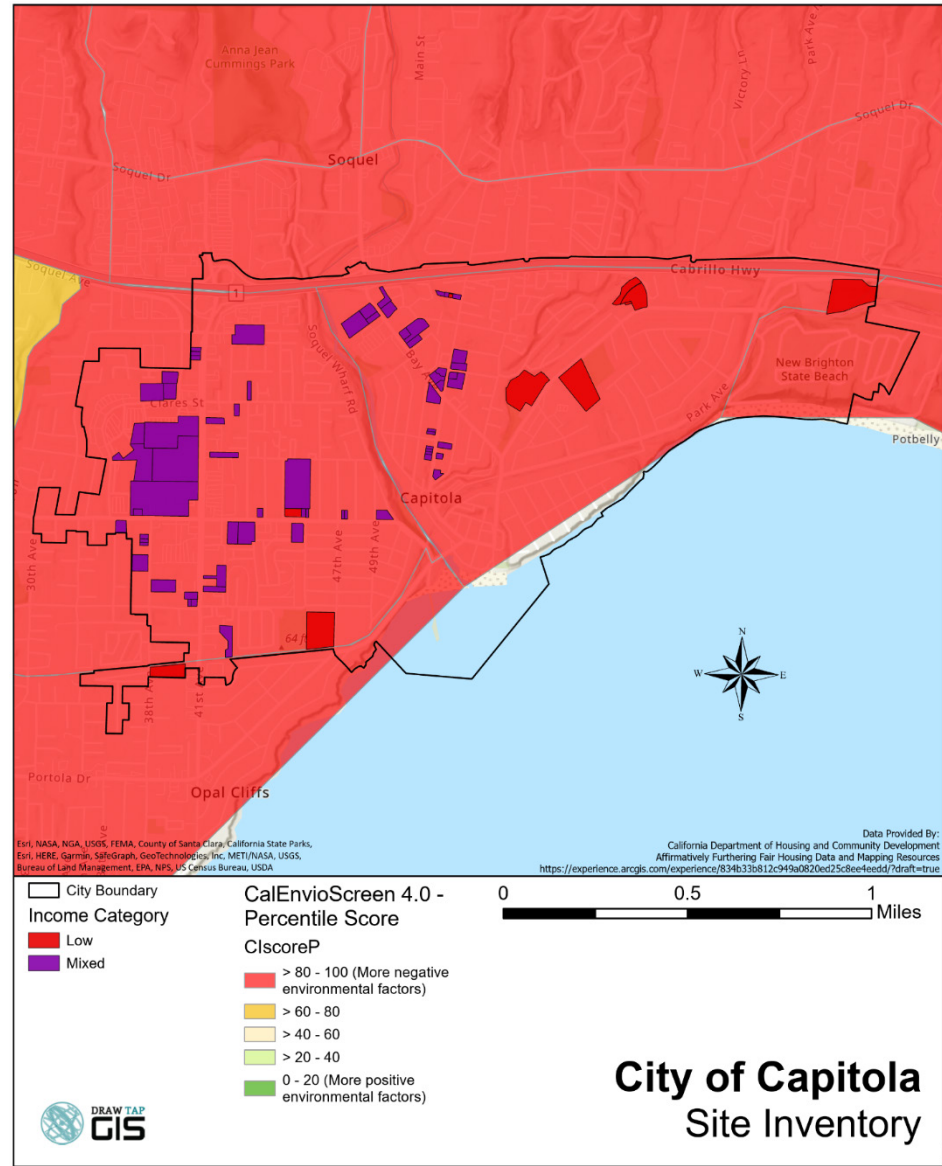 Anna Jean
Cummings Park
Main St
Victory Ln
Park Ave
Soquel Dr
Soquel
Soquel Dr
Soquel Ave
1
Cabrillo Hwy
Soquel Wharf Rd
Bay A
New Brighton
State Beach
Clares St
Park Ave
Potbelly
Capitola
30th Ave
47th Ave
49th Ave
64 ft
N
W
E
S
38th Av
41st
Portola Dr
Opal Cliffs
Esri, NASA, NGA, USGS, FEMA, County of Santa Clara, California State Parks,
Esri, HERE, Garmin, SafeGraph, GeoTechnologies, Inc, METI/NASA, USGS,
Bureau of Land Management, EPA, NPS, US Census Bureau, USDA
Data Provided By:
California Department of Housing and Community Development
Affirmatively Furthering Fair Housing Data and Mapping Resources
https://experience.arcgis.com/experience/834b33b812c949a0820ed25c8ee4eedd/?draft=true
City Boundary
Income Category
Low
Mixed
CalEnvioScreen 4.0 -
Percentile Score
CIscoreP
> 80 - 100 (More negative
environmental factors)
> 60 - 80
> 40 - 60
> 20 - 40
0 - 20 (More positive
environmental factors)
0
0.5
1
Miles
City of Capitola
Site Inventory
DRAW TAP
GIS